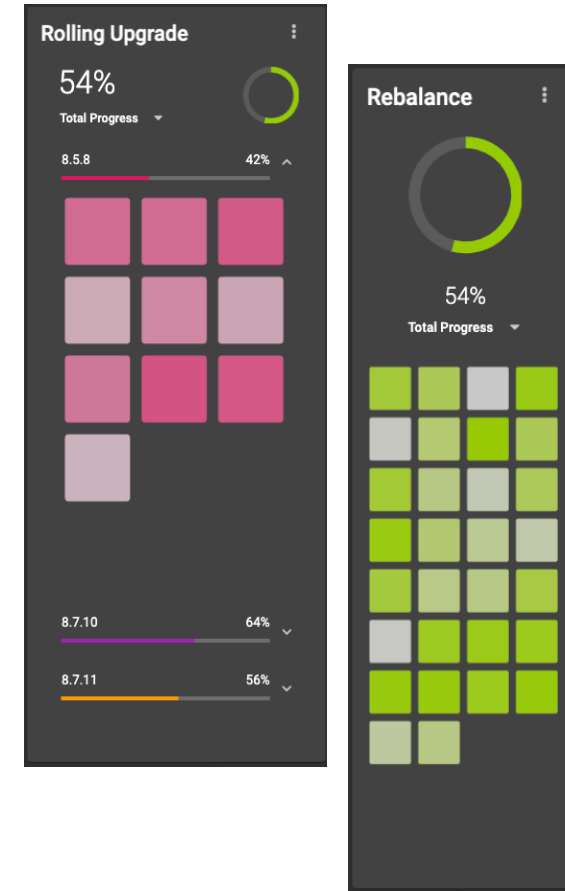 Rolling Upgrade
54%
Total Progress
8.5.8 42%
8.7.10 64%
8.7.11 56%
Rebalance
54%
Total Progress